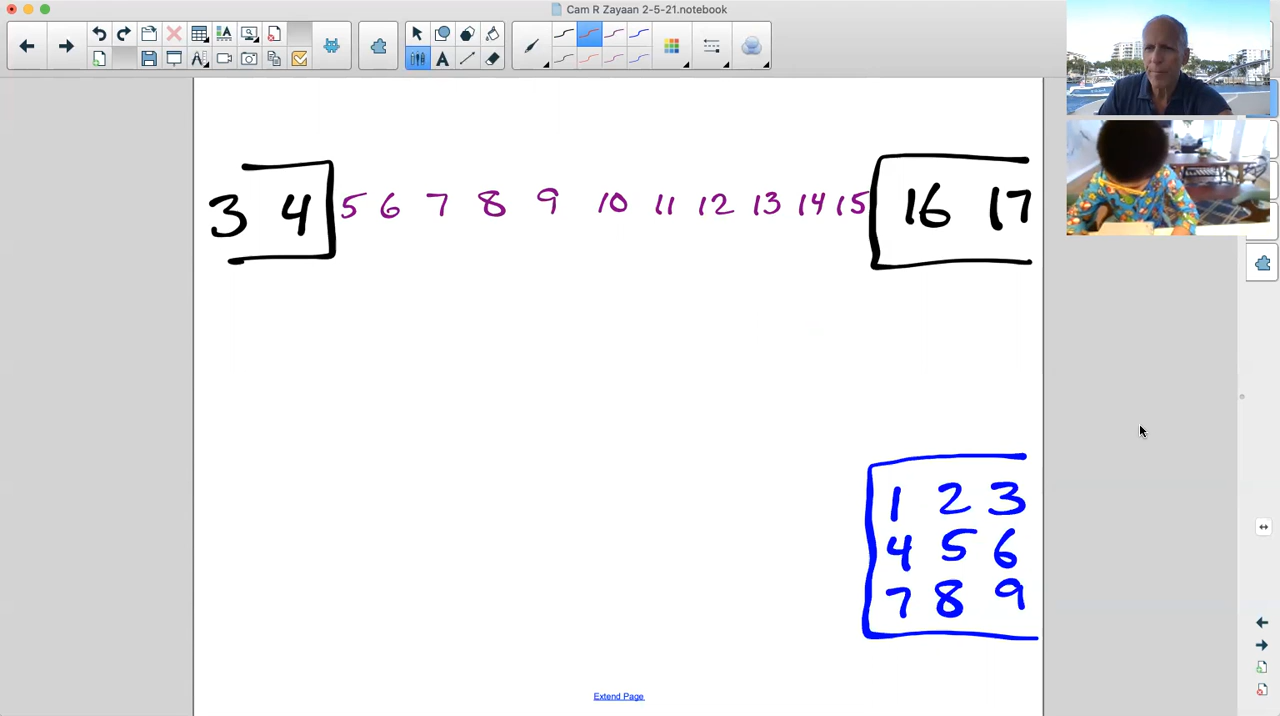 Cam R Zayaan 2-5-21.notebook
3 4 5 6 7 8 9 10 11 12 13 14 15 16 17
1 2 3
4 5 6
7 8 9
Extend Page